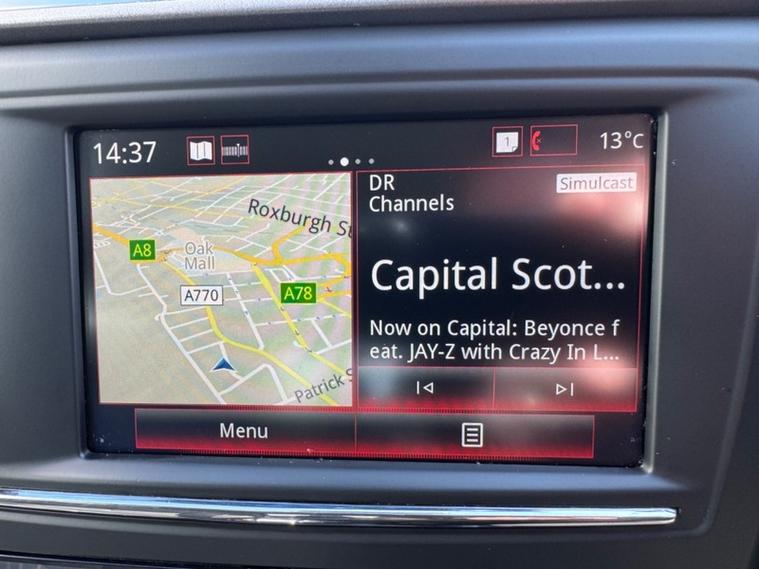 14:37
1
13°C
Roxburgh St
A8
Oak
Mall
A770
A78
Patrick S
DR
Channels
Simulcast
Capital Scot...
Now on Capital: Beyonce f
eat. JAY-Z with Crazy In L...
Menu